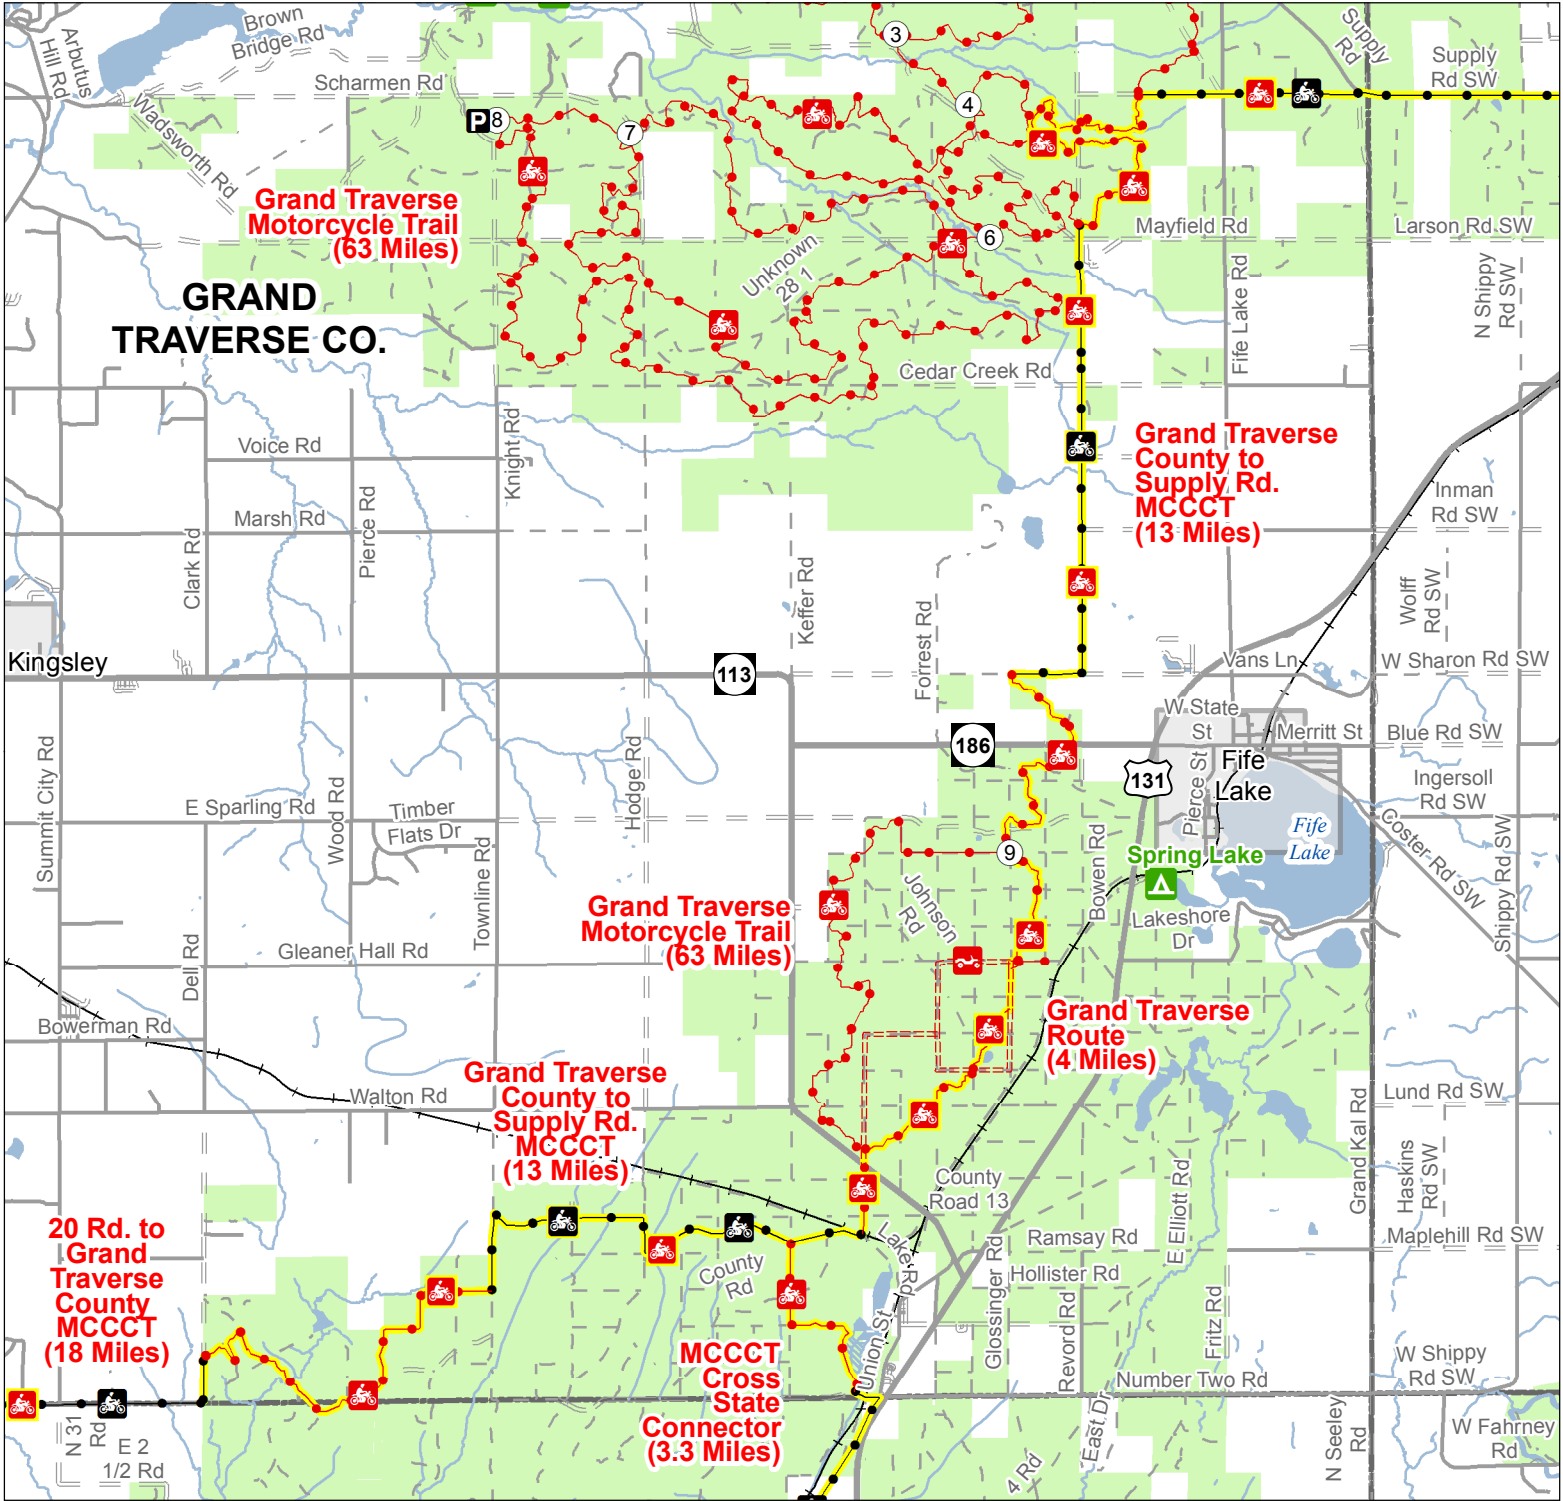 Brown
Bridge Rd
Arbutus
Hill Rd
Scharmen Rd
Wadsworth Rd
P
8
7
3
4
6
Supply
Rd
Supply
Rd SW
Grand Traverse
Motorcycle Trail
(63 Miles)
GRAND
TRAVERSE CO.
Unknown
28 1
Mayfield Rd
Larson Rd SW
Fife Lake Rd
N Shippy
Rd SW
Cedar Creek Rd
Knight Rd
Voice Rd
Marsh Rd
Pierce Rd
Clark Rd
Grand Traverse
County to
Supply Rd.
MCCCT
(13 Miles)
Inman
Rd SW
Wolff
Rd SW
Keffer Rd
Forrest Rd
Kingsley
113
Vans Ln
W Sharon Rd SW
W State
St
Merritt St
Blue Rd SW
186
131
Pierce St
Fife
Lake
Ingersoll
Rd SW
Summit City Rd
E Sparling Rd
Wood Rd
Timber
Flats Dr
Hodge Rd
Townline Rd
Fife
Lake
Coster Rd SW
Shippy Rd SW
9
Spring Lake
Bowen Rd
Johnson
Rd
Lakeshore
Dr
Grand Traverse
Motorcycle Trail
(63 Miles)
Gleaner Hall Rd
Dell Rd
Bowerman Rd
Grand Traverse
Route
(4 Miles)
Grand Traverse
County to
Supply Rd.
MCCCT
(13 Miles)
Walton Rd
Lund Rd SW
Grand Kal Rd
Haskins
Rd SW
County
Road 13
E Elliott Rd
20 Rd. to
Grand
Traverse
County
MCCCT
(18 Miles)
County
Rd
Lake Rd
Ramsay Rd
Maplehill Rd SW
Glossinger Rd
Hollister Rd
Revord Rd
Fritz Rd
Union St
MCCCT
Cross
State
Connector
(3.3 Miles)
W Shippy
Rd SW
Number Two Rd
N 31
Rd
E 2
1/2 Rd
4 Rd
East Dr
N Seeley
Rd
W Fahrney
Rd